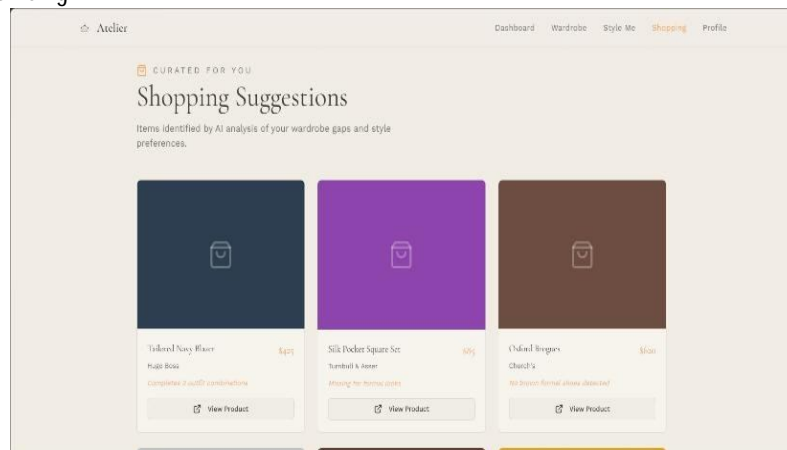 Atelier
Dashboard Wardrobe Style Me Shopping Profile
CURATED FOR YOU
Shopping Suggestions
Items identified by AI analysis of your wardrobe gaps and style
preferences.
Tailored Navy Blazer $425
Hugo Boss
Completes 3 outfit combinations
View Product
Silk Pocket Square Set
Turnbull & Asser
Missing for formal looks
View Product
Oxford Brogues
Church's
No brown formal shoes detected
View Product